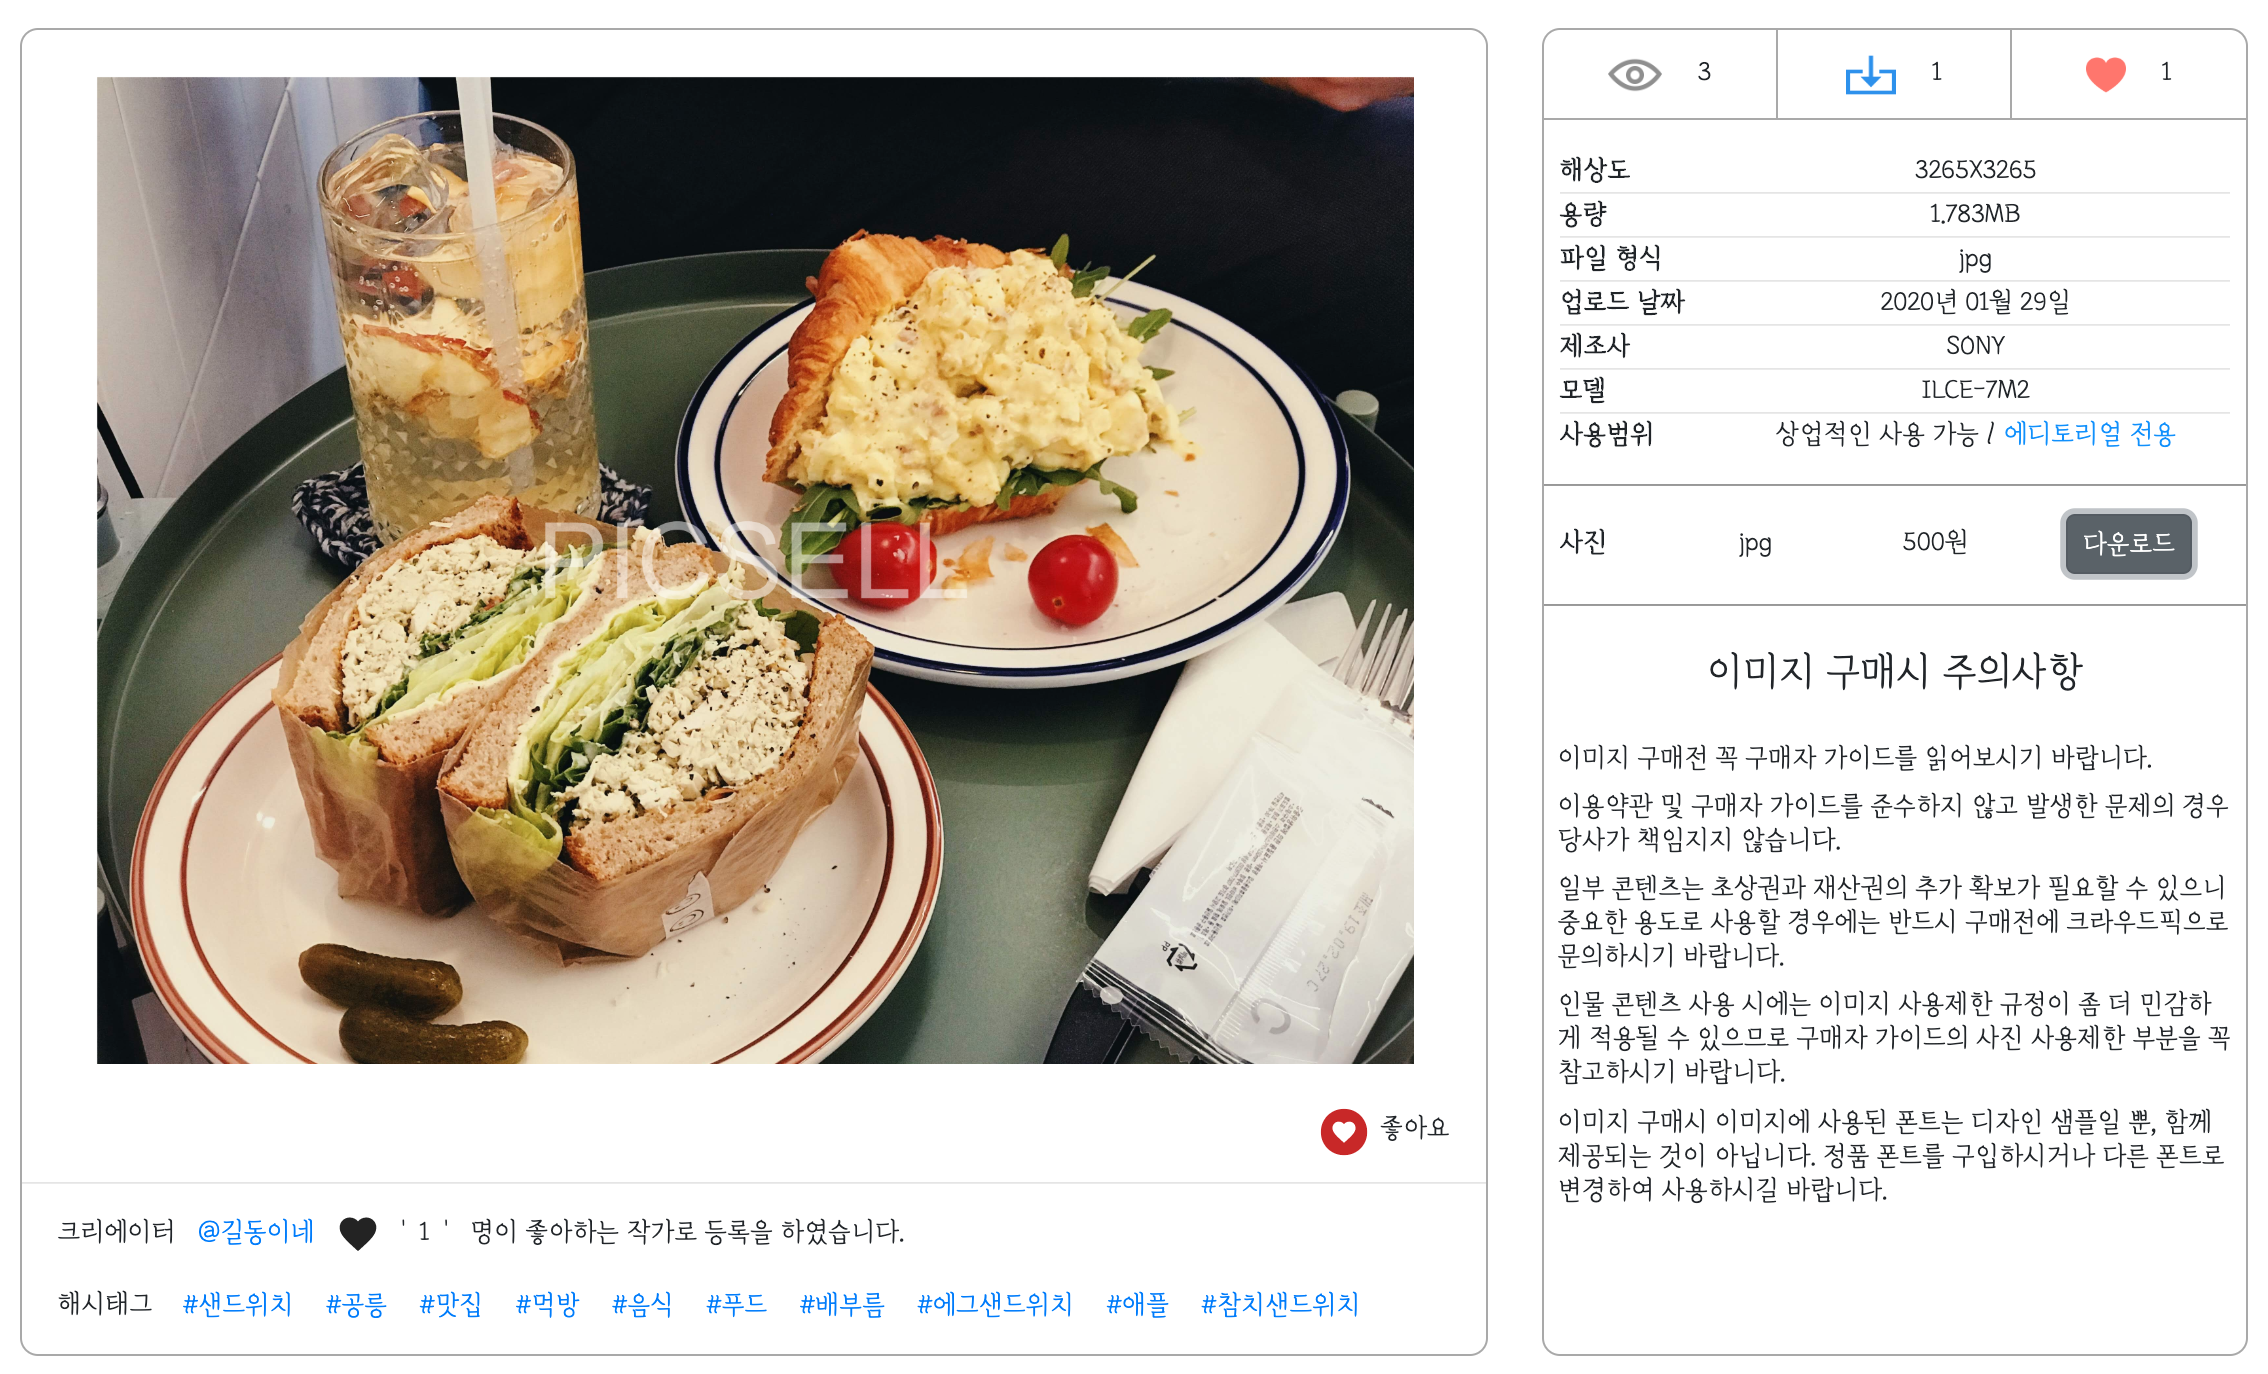 PICSELL
PP
제조 19.02.27 C
좋아요
크리에이터 @길동이네 ' 1 ' 명이 좋아하는 작가로 등록을 하였습니다.
해시태그 #샌드위치 #공릉 #맛집 #먹방 #음식 #푸드 #배부름 #에그샌드위치 #애플 #참치샌드위치
3 1 1
해상도 3265X3265
용량 1.783MB
파일 형식 jpg
업로드 날짜 2020년 01월 29일
제조사 SONY
모델 ILCE-7M2
사용범위 상업적인 사용 가능 / 에디토리얼 전용
사진 jpg 500원 다운로드
이미지 구매시 주의사항
이미지 구매전 꼭 구매자 가이드를 읽어보시기 바랍니다.
이용약관 및 구매자 가이드를 준수하지 않고 발생한 문제의 경우
당사가 책임지지 않습니다.
일부 콘텐츠는 초상권과 재산권의 추가 확보가 필요할 수 있으니
중요한 용도로 사용할 경우에는 반드시 구매전에 크라우드픽으로
문의하시기 바랍니다.
인물 콘텐츠 사용 시에는 이미지 사용제한 규정이 좀 더 민감하
게 적용될 수 있으므로 구매자 가이드의 사진 사용제한 부분을 꼭
참고하시기 바랍니다.
이미지 구매시 이미지에 사용된 폰트는 디자인 샘플일 뿐, 함께
제공되는 것이 아닙니다. 정품 폰트를 구입하시거나 다른 폰트로
변경하여 사용하시길 바랍니다.